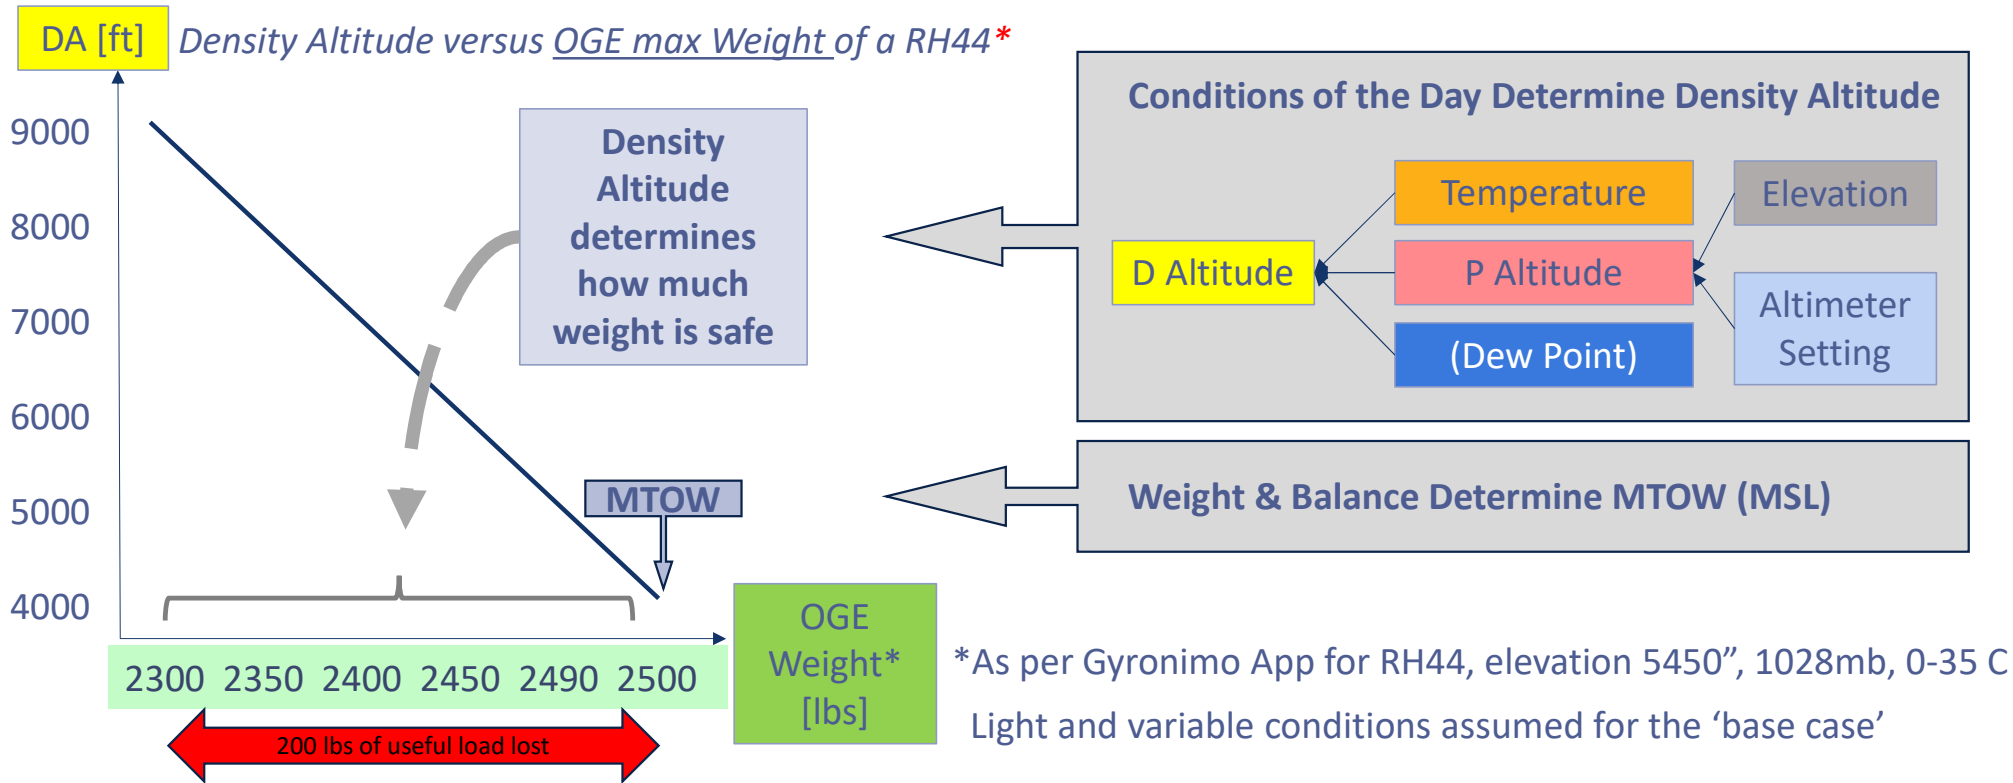 DA [ft]
Density Altitude versus OGE max Weight of a RH44*
9000
8000
7000
6000
5000
4000
Density
Altitude
determines
how much
weight is safe
MTOW
2300 2350 2400 2450 2490 2500
200 lbs of useful load lost
OGE
Weight*
[lbs]
Conditions of the Day Determine Density Altitude
Temperature
Elevation
D Altitude
P Altitude
(Dew Point)
Altimeter
Setting
Weight & Balance Determine MTOW (MSL)
*As per Gyronimo App for RH44, elevation 5450”, 1028mb, 0-35 C
Light and variable conditions assumed for the ‘base case’